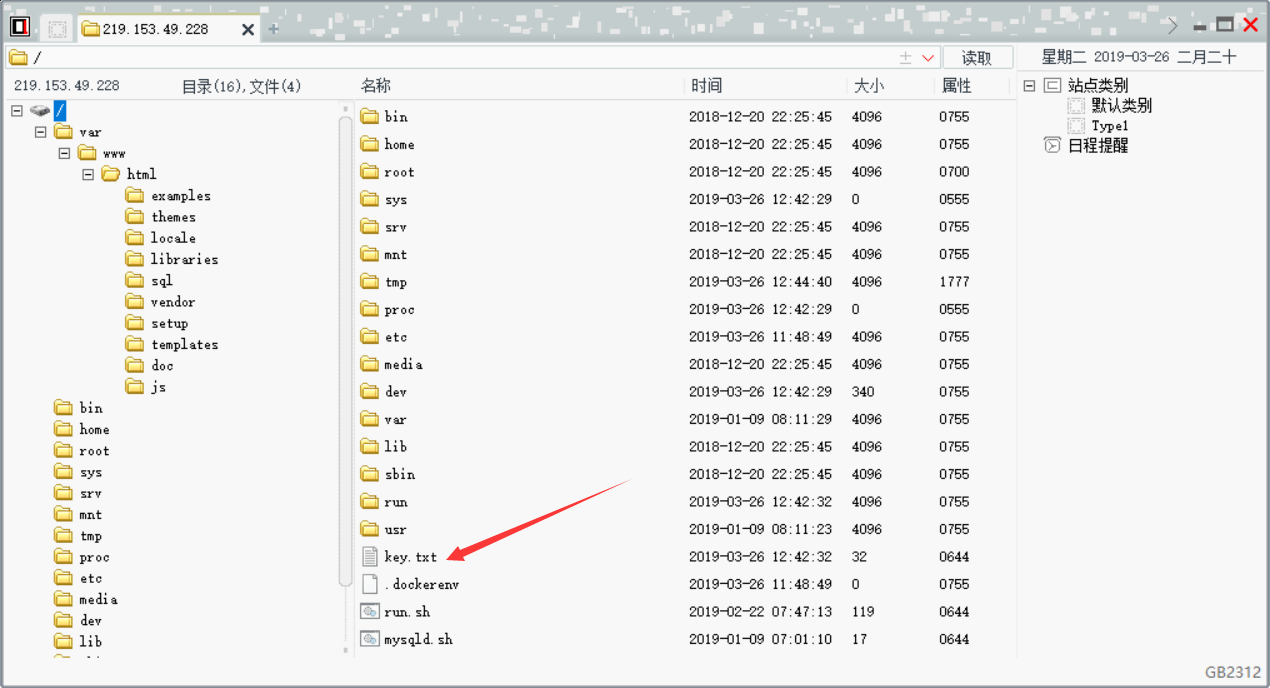 219.153.49.228
/
读取
星期二 2019-03-26 二月二十
219.153.49.228 目录(16),文件(4)
/
var
www
html
examples
themes
locale
libraries
sql
vendor
setup
templates
doc
js
bin
home
root
sys
srv
mnt
tmp
proc
etc
media
dev
lib
名称 时间 大小 属性
bin 2018-12-20 22:25:45 4096 0755
home 2018-12-20 22:25:45 4096 0755
root 2018-12-20 22:25:45 4096 0700
sys 2019-03-26 12:42:29 0 0555
srv 2018-12-20 22:25:45 4096 0755
mnt 2018-12-20 22:25:45 4096 0755
tmp 2019-03-26 12:44:40 4096 1777
proc 2019-03-26 12:42:29 0 0555
etc 2019-03-26 11:48:49 4096 0755
media 2018-12-20 22:25:45 4096 0755
dev 2019-03-26 12:42:29 340 0755
var 2019-01-09 08:11:29 4096 0755
lib 2018-12-20 22:25:45 4096 0755
sbin 2018-12-20 22:25:45 4096 0755
run 2019-03-26 12:42:32 4096 0755
usr 2019-01-09 08:11:23 4096 0755
key.txt 2019-03-26 12:42:32 32 0644
.dockerenv 2019-03-26 11:48:49 0 0755
run.sh 2019-02-22 07:47:13 119 0644
mysqld.sh 2019-01-09 07:01:10 17 0644
站点类别
默认类别
Type1
日程提醒
GB2312